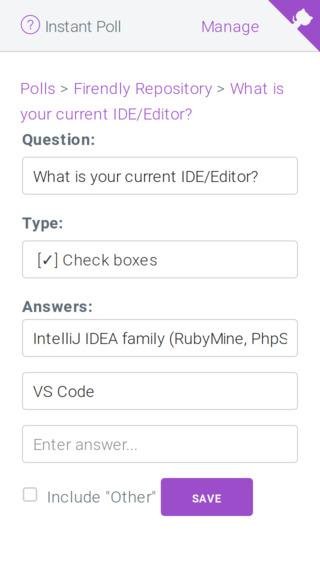 Instant Poll
Manage
Polls > Firendly Repository > What is
your current IDE/Editor?
Question:
What is your current IDE/Editor?
Type:
[✓] Check boxes
Answers:
IntelliJ IDEA family (RubyMine, PhpS
VS Code
Enter answer...
Include "Other"
SAVE